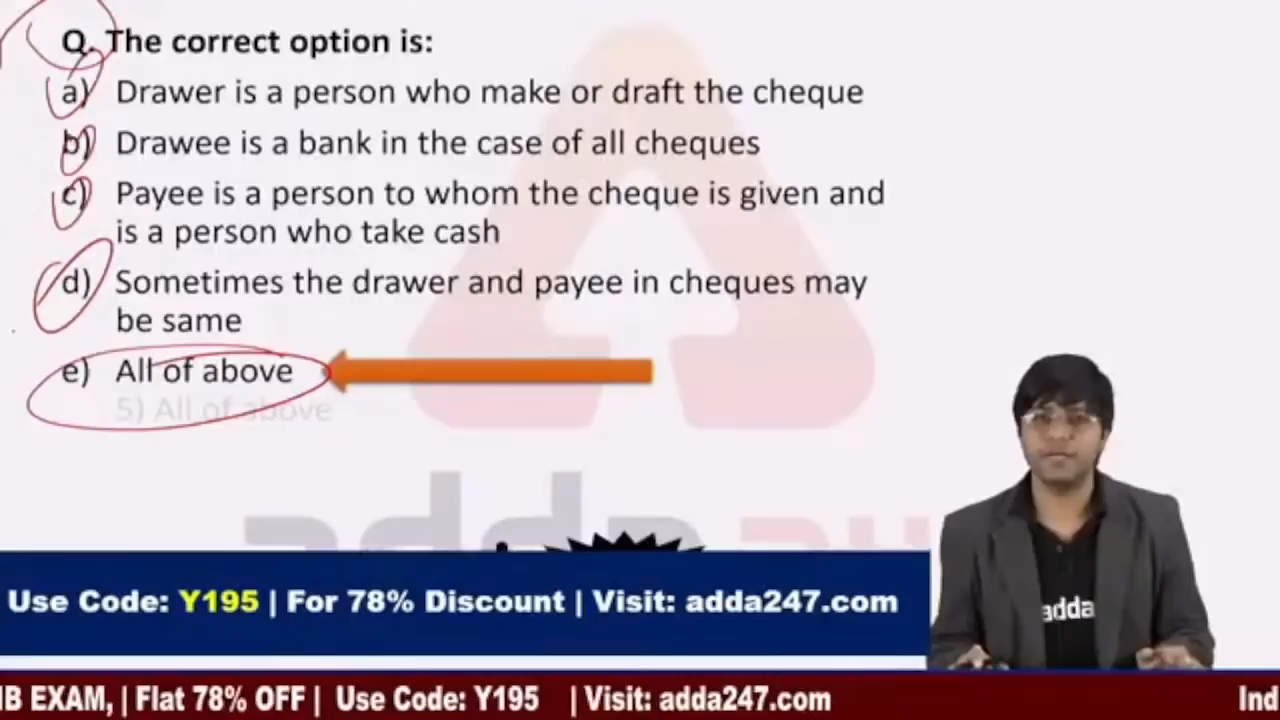 Q. The correct option is:
a) Drawer is a person who make or draft the cheque
b) Drawee is a bank in the case of all cheques
c) Payee is a person to whom the cheque is given and
is a person who take cash
d) Sometimes the drawer and payee in cheques may
be same
e) All of above
5) All of above
adda 247
adda
Use Code: Y195 | For 78% Discount | Visit: adda247.com
IB EXAM, | Flat 78% OFF | Use Code: Y195 | Visit: adda247.com
Ind